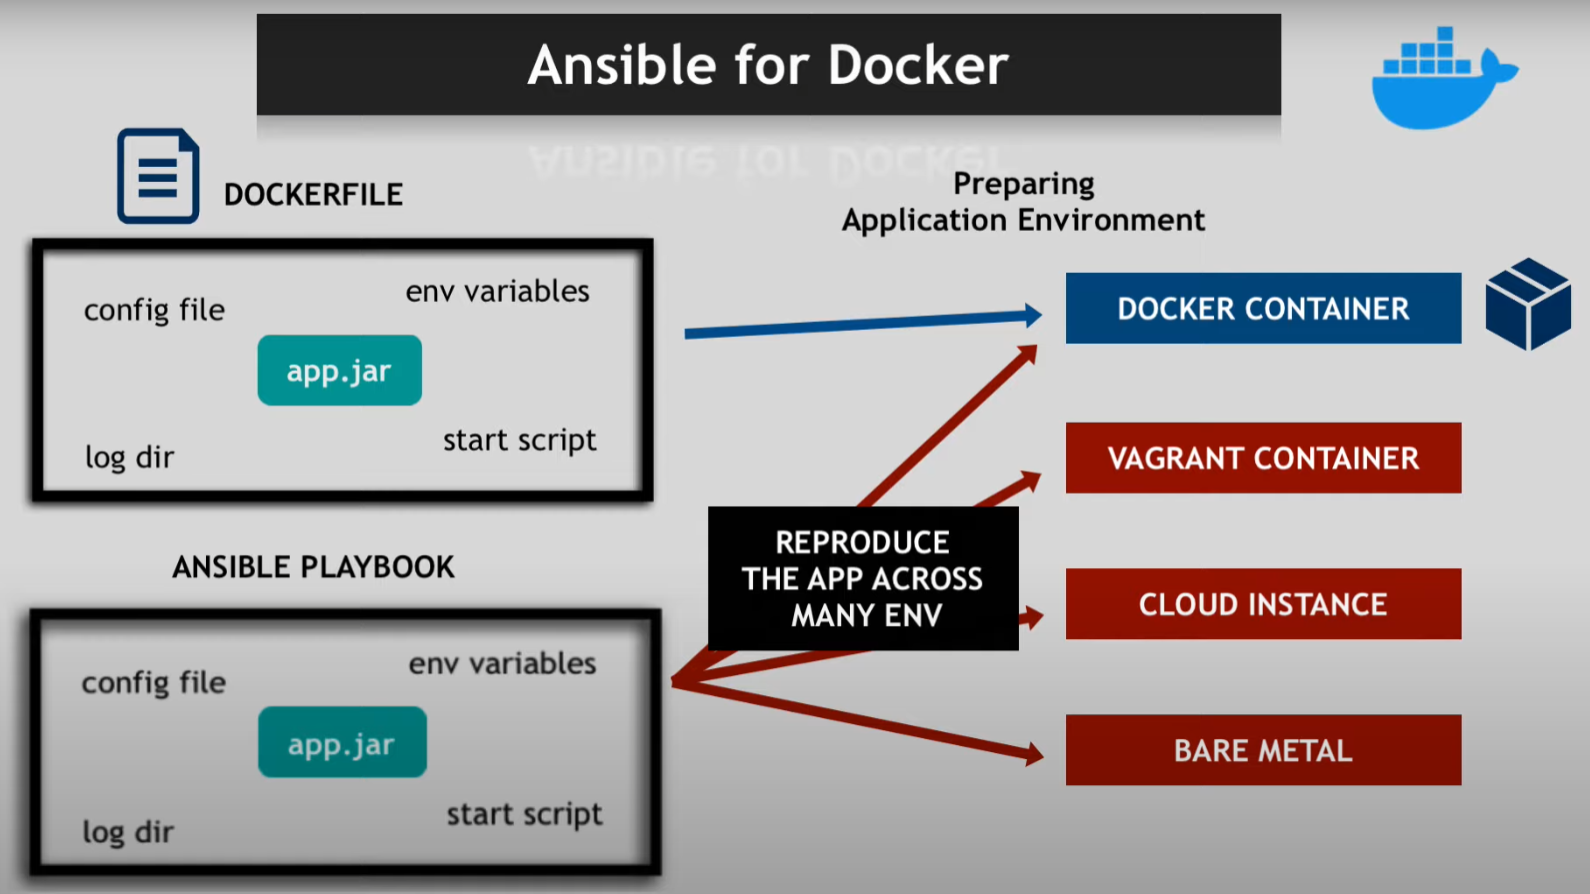 Ansible for Docker
DOCKERFILE
config file
env variables
app.jar
log dir
start script
ANSIBLE PLAYBOOK
config file
env variables
app.jar
log dir
start script
Preparing
Application Environment
DOCKER CONTAINER
VAGRANT CONTAINER
REPRODUCE
THE APP ACROSS
MANY ENV
CLOUD INSTANCE
BARE METAL